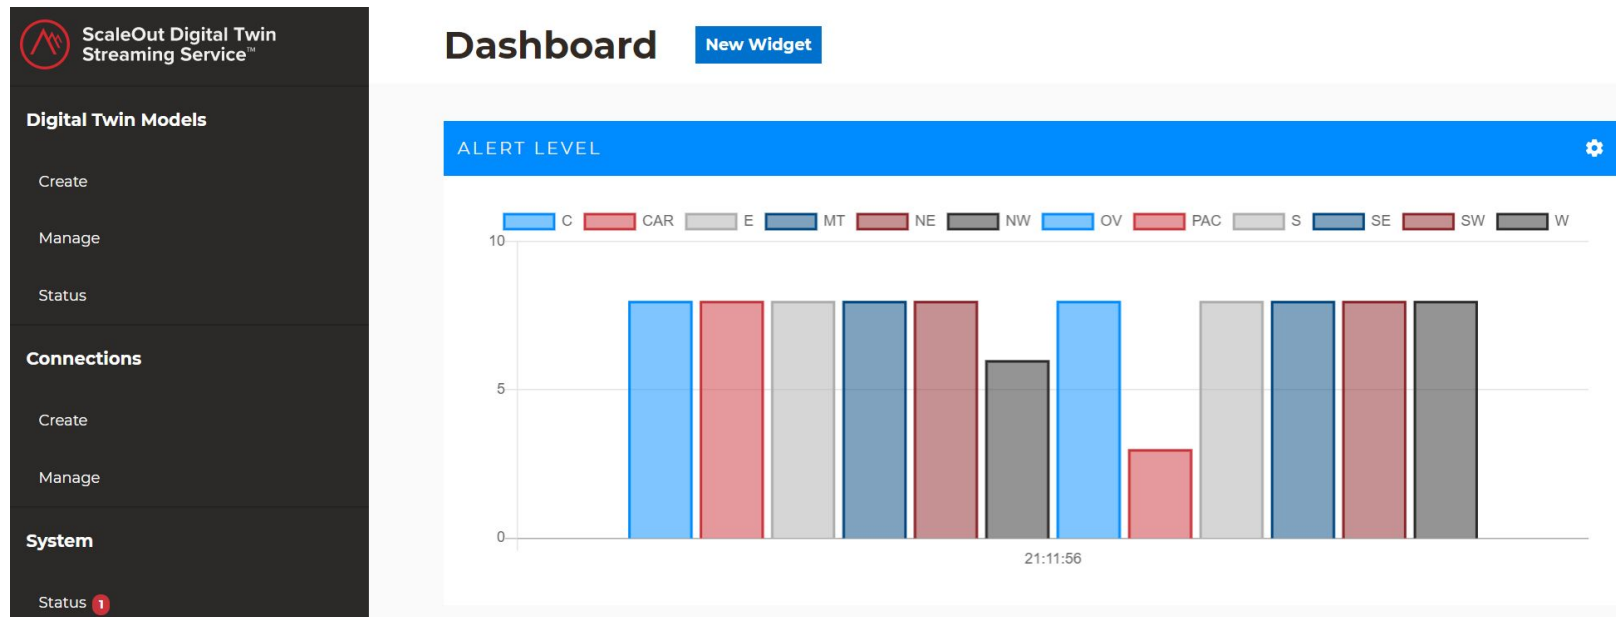 ScaleOut Digital Twin
Streaming Service™
Digital Twin Models
Create
Manage
Status
Connections
Create
Manage
System
Status 1
Dashboard
New Widget
ALERT LEVEL
C CAR E MT NE NW OV PAC S SE SW W
10
5
0
21:11:56